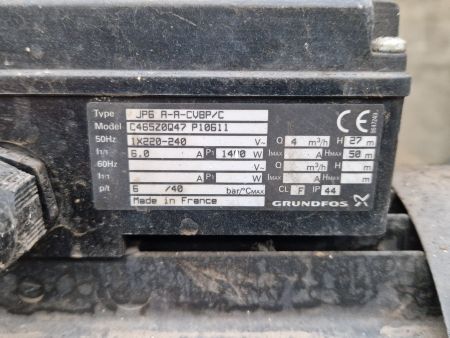 Type JP6 A-A-CVBP/C
Model C465Z0Q47 P10611
50Hz 1X220-240 V~ Q 4 m³/h H 27 m
I1/1 6.0 A P1 1400 W A HMAX 50 m
60Hz V~ Q m³/h H m
I1/1 A P1 W IMAX A HMAX m
p/t 6 /40 bar/°CMAX CL F IP 44
Made in France GRUNDFOS
CE